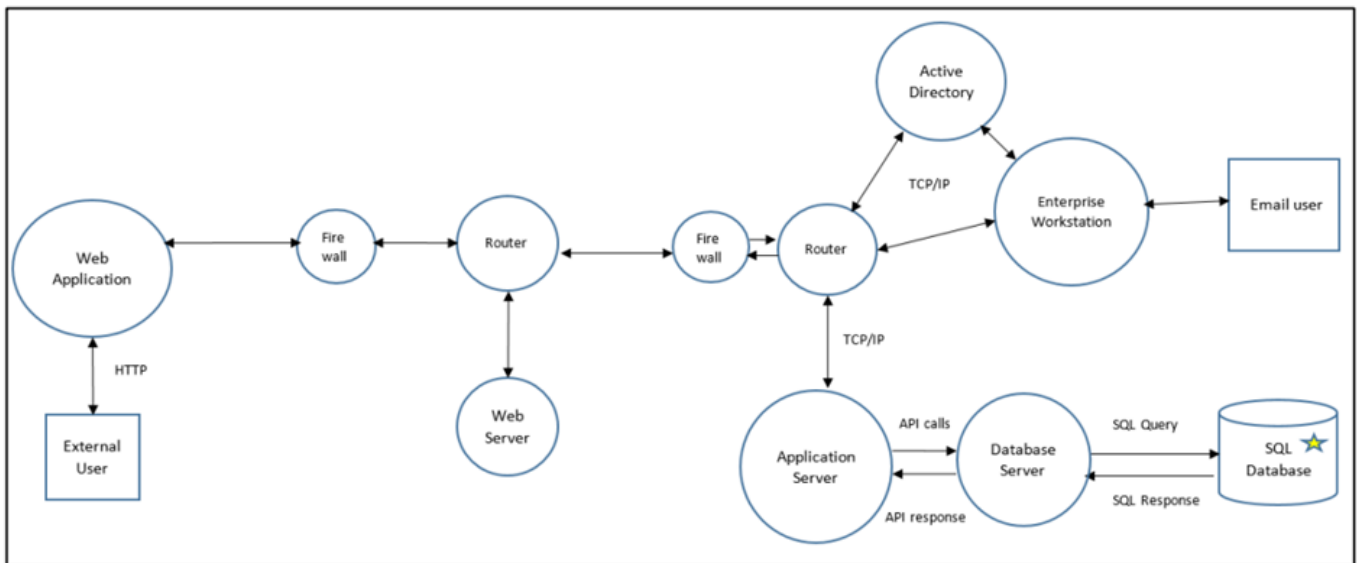 Active
Directory
TCP/IP
Enterprise
Workstation
Email user
Web
Application
Fire
wall
Router
Fire
wall
Router
HTTP
TCP/IP
External
User
Web
Server
Application
Server
API calls
API response
Database
Server
SQL Query
SQL Response
SQL
Database